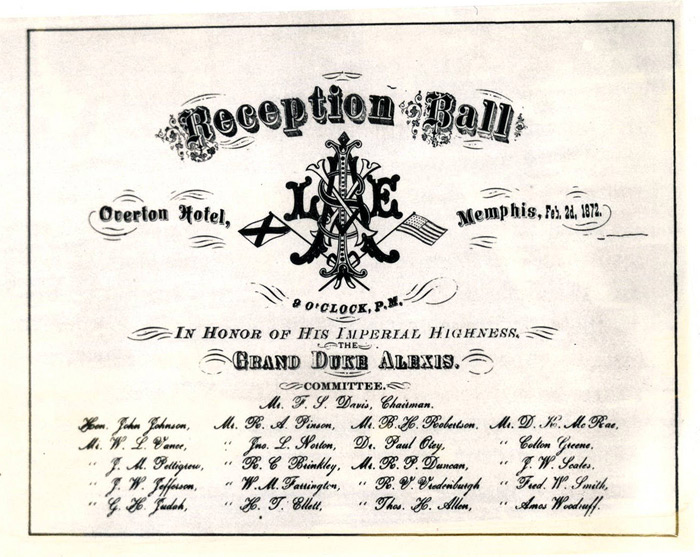 Reception Ball
Overton Hotel, Memphis, Feb. 2d, 1872.
9 O'CLOCK, P.M.
IN HONOR OF HIS IMPERIAL HIGHNESS,
THE
GRAND DUKE ALEXIS.
COMMITTEE.
Mr. F. S. Davis, Chairman.
Hon. John Johnson, Mr. R. A. Pinson, Mr. B. H. Robertson, Mr. D. K. McRae,
Mr. W. L. Vance, " Jno. L. Norton, Dr. Paul Otey, " Colton Greene,
" J. M. Pettigrew, " R. C Brinkley, Mr. R. P. Duncan, " J. W. Scales,
" J. W. Jefferson, " W. M. Farrington, " R. V Vredenburgh " Fred. W. Smith,
" G. H. Judah, " H. T. Ellett, " Thos. H. Allen, " Amos Woodruff.